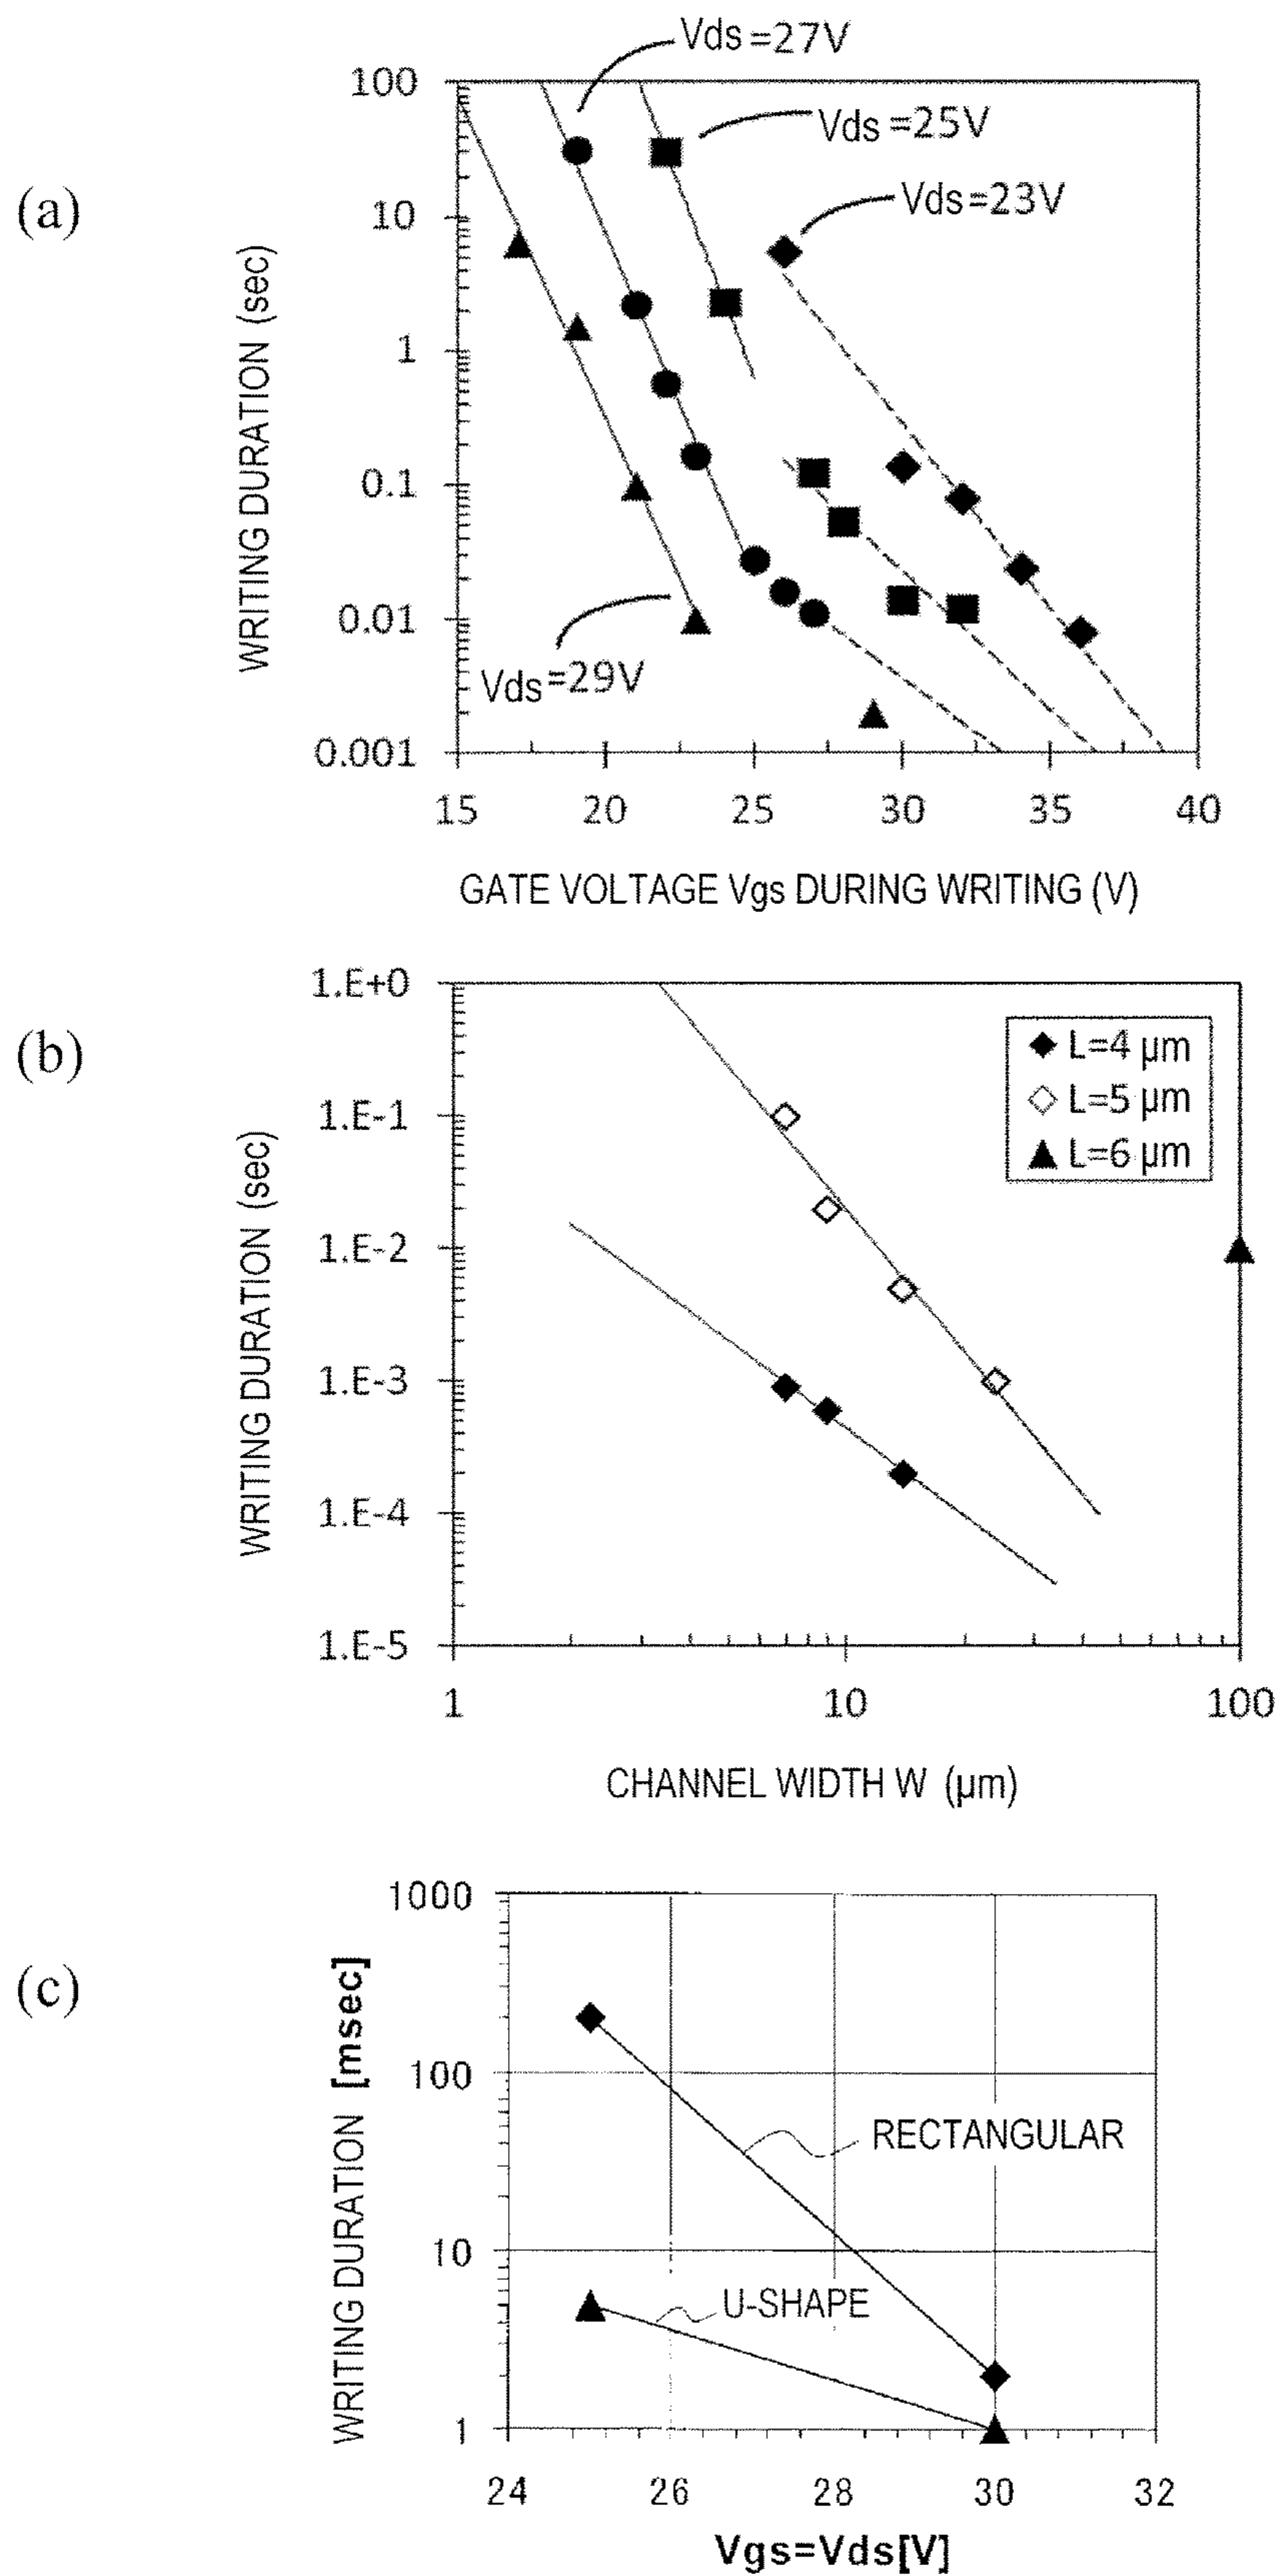 (a)
Vds=27V
Vds=25V
Vds=23V
Vds=29V
WRITING DURATION (sec)
100
10
1
0.1
0.01
0.001
15 20 25 30 35 40
GATE VOLTAGE Vgs DURING WRITING (V)
(b)
WRITING DURATION (sec)
1.E+0
1.E-1
1.E-2
1.E-3
1.E-4
1.E-5
L=4 μm
L=5 μm
L=6 μm
1 10 100
CHANNEL WIDTH W (μm)
(c)
WRITING DURATION [msec]
1000
100
10
1
RECTANGULAR
U-SHAPE
24 26 28 30 32
Vgs=Vds[V]